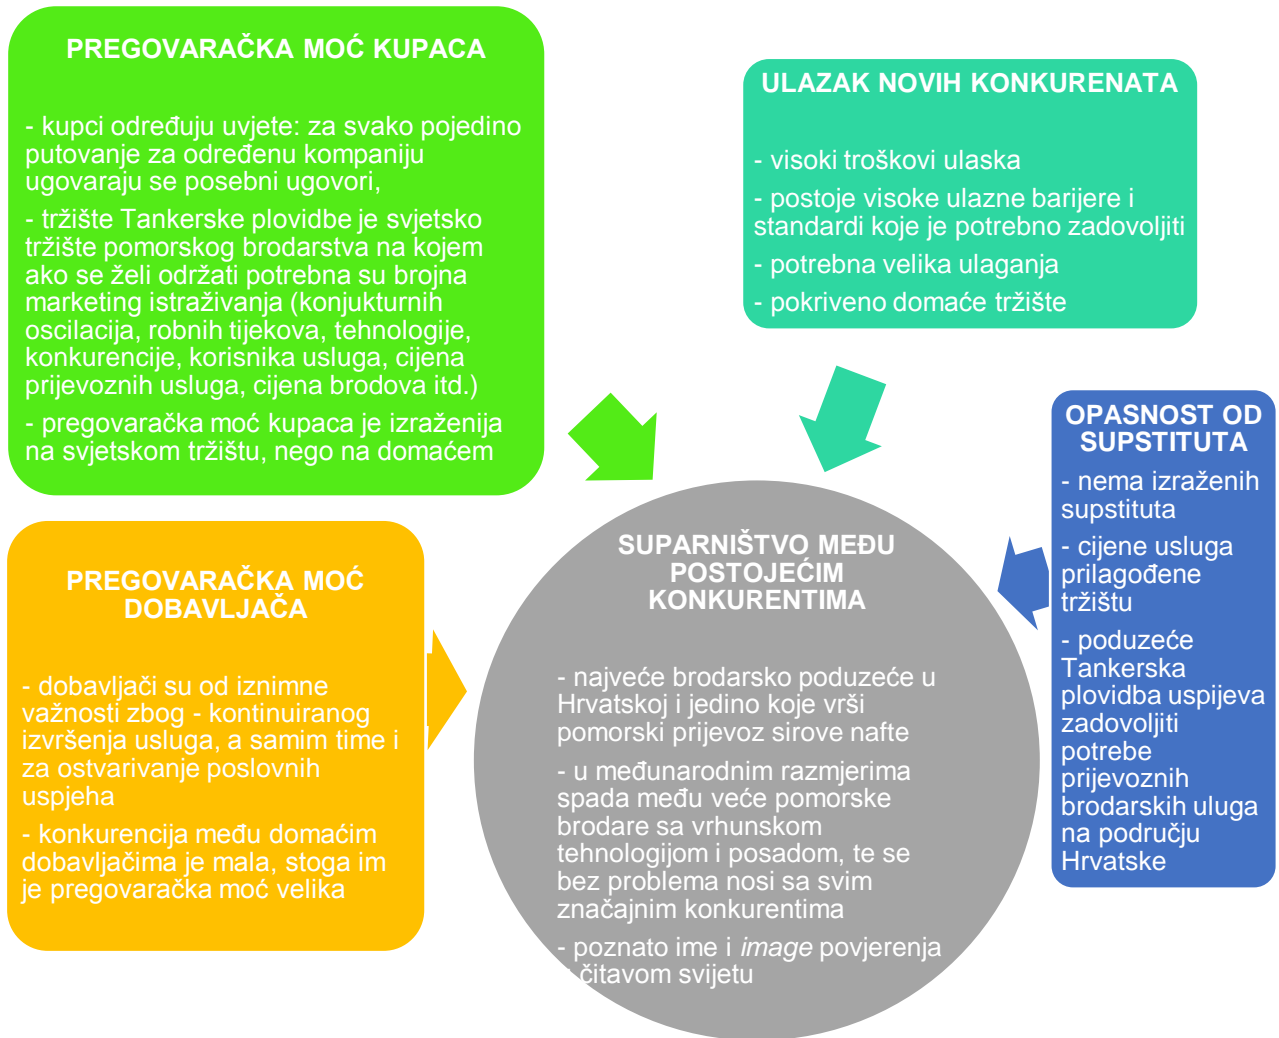 PREGOVARAČKA MOĆ KUPACA
- kupci određuju uvjete: za svako pojedino
putovanje za određenu kompaniju
ugovaraju se posebni ugovori,
- tržište Tankerske plovidbe je svjetsko
tržište pomorskog brodarstva na kojem
ako se želi održati potrebna su brojna
marketing istraživanja (konjukturnih
oscilacija, robnih tijekova, tehnologije,
konkurencije, korisnika usluga, cijena
prijevoznih usluga, cijena brodova itd.)
- pregovaračka moć kupaca je izraženija
na svjetskom tržištu, nego na domaćem
ULAZAK NOVIH KONKURENATA
- visoki troškovi ulaska
- postoje visoke ulazne barijere i
standardi koje je potrebno zadovoljiti
- potrebna velika ulaganja
- pokriveno domaće tržište
OPASNOST OD
SUPSTITUTA
- nema izraženih
supstituta
- cijene usluga
prilagođene
tržištu
- poduzeće
Tankerska
plovidba uspijeva
zadovoljiti
potrebe
prijevoznih
brodarskih uluga
na području
Hrvatske
PREGOVARAČKA MOĆ
DOBAVLJAČA
- dobavljači su od iznimne
važnosti zbog - kontinuiranog
izvršenja usluga, a samim time i
za ostvarivanje poslovnih
uspjeha
- konkurencija među domaćim
dobavljačima je mala, stoga im
je pregovaračka moć velika
SUPARNIŠTVO MEĐU
POSTOJEĆIM
KONKURENTIMA
- najveće brodarsko poduzeće u
Hrvatskoj i jedino koje vrši
pomorski prijevoz sirove nafte
- u međunarodnim razmjerima
spada među veće pomorske
brodare sa vrhunskom
tehnologijom i posadom, te se
bez problema nosi sa svim
značajnim konkurentima
- poznato ime i image povjerenja
čitavom svijetu